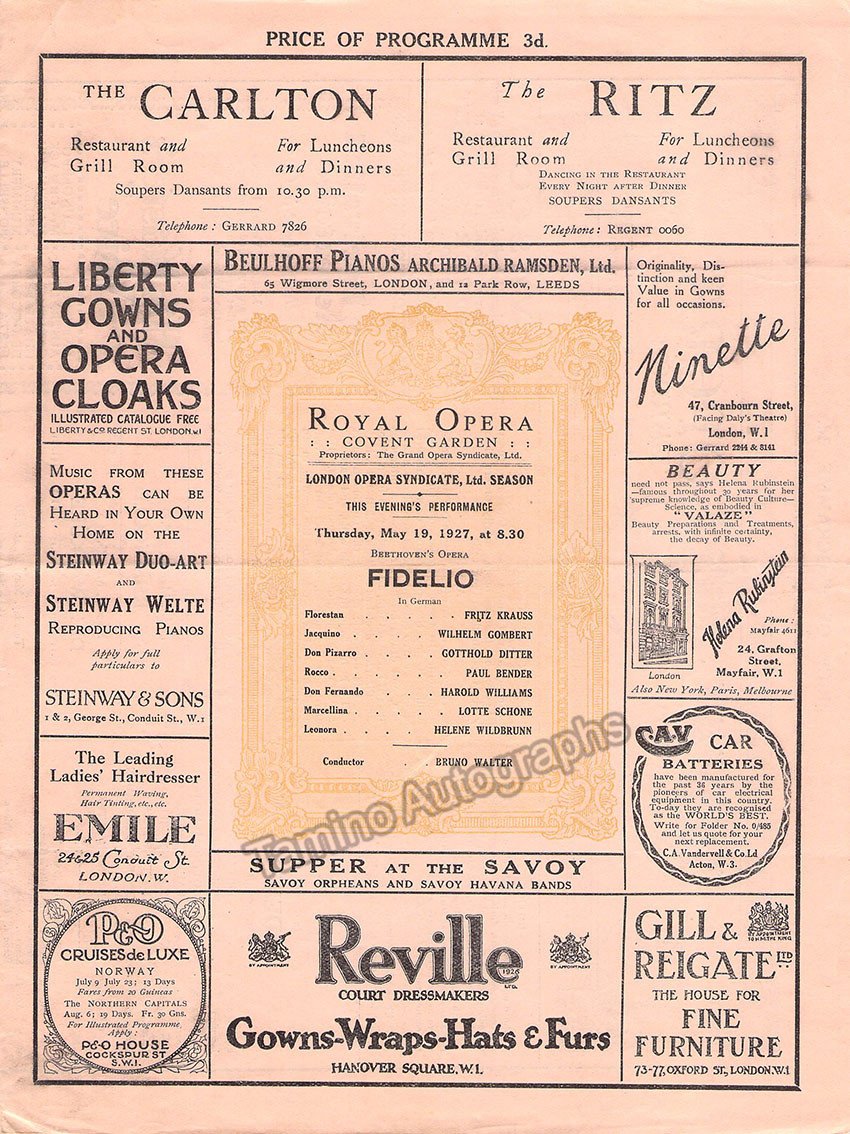 PRICE OF PROGRAMME 3d.
THE CARLTON
Restaurant and For Luncheons
Grill Room and Dinners
Soupers Dansants from 10.30 p.m.
Telephone : GERRARD 7826
The RITZ
Restaurant and For Luncheons
Grill Room and Dinners
DANCING IN THE RESTAURANT
EVERY NIGHT AFTER DINNER
SOUPERS DANSANTS
Telephone : REGENT 0060
LIBERTY
GOWNS
AND
OPERA
CLOAKS
ILLUSTRATED CATALOGUE FREE
LIBERTY & CO. REGENT ST. LONDON. W.1
MUSIC FROM THESE
OPERAS CAN BE
HEARD IN YOUR OWN
HOME ON THE
STEINWAY DUO-ART
AND
STEINWAY WELTE
REPRODUCING PIANOS
Apply for full
particulars to
STEINWAY & SONS
1 & 2, George St., Conduit St., W.1
The Leading
Ladies' Hairdresser
Permanent Waving,
Hair Tinting, etc., etc.
EMILE
24 & 25 Conduit St.
LONDON. W.
P&O
CRUISES de LUXE
NORWAY
July 9 July 23; 13 Days
Fares from 20 Guineas
The NORTHERN CAPITALS
Aug. 6; 19 Days. Fr. 30 Gns.
For Illustrated Programme,
Apply :
P&O HOUSE
COCKSPUR ST
S.W.1.
BEULHOFF PIANOS ARCHIBALD RAMSDEN, Ltd.
65 Wigmore Street, LONDON, and 12 Park Row, LEEDS
ROYAL OPERA
: : COVENT GARDEN : :
Proprietors: The Grand Opera Syndicate, Ltd.
LONDON OPERA SYNDICATE, Ltd. SEASON
THIS EVENING'S PERFORMANCE
Thursday, May 19, 1927, at 8.30
BEETHOVEN'S OPERA
FIDELIO
In German
Florestan . . . . . FRITZ KRAUSS
Jacquino . . . . WILHELM GOMBERT
Don Pizarro . . . . GOTTHOLD DITTER
Rocco . . . . . . PAUL BENDER
Don Fernando . . . HAROLD WILLIAMS
Marcellina . . . . LOTTE SCHONE
Leonora . . . . HELENE WILDBRUNN
Conductor . BRUNO WALTER
Tamino Autographs
SUPPER AT THE SAVOY
SAVOY ORPHEANS AND SAVOY HAVANA BANDS
BY APPOINTMENT
Reville
1926
LTD.
BY APPOINTMENT
COURT DRESSMAKERS
Gowns-Wraps-Hats & Furs
HANOVER SQUARE, W.1.
Originality, Dis-
tinction and keen
Value in Gowns
for all occasions.
Ninette
47, Cranbourn Street,
(Facing Daly's Theatre)
London, W.1
Phone: Gerrard 2244 & 8141
BEAUTY
need not pass, says Helena Rubinstein
—famous throughout 30 years for her
supreme knowledge of Beauty Culture—
Science, as embodied in
"VALAZE"
Beauty Preparations and Treatments,
arrests, with infinite certainty,
the decay of Beauty.
Helena Rubinstein
Phone :
Mayfair 4611
24, Grafton
Street,
Mayfair, W.1
London
Also New York, Paris, Melbourne
C.A.V. CAR
BATTERIES
have been manufactured for
the past 36 years by the
pioneers of car electrical
equipment in this country.
To-day they are recognised
as the WORLD'S BEST.
Write for Folder No. 0/485
and let us quote for your
next replacement.
C.A. Vandervell & Co. Ltd
Acton, W.3.
GILL &
BY APPOINTMENT
TO H.M. THE KING
REIGATE LTD
THE HOUSE FOR
FINE
FURNITURE
73-77, OXFORD ST., LONDON. W.1